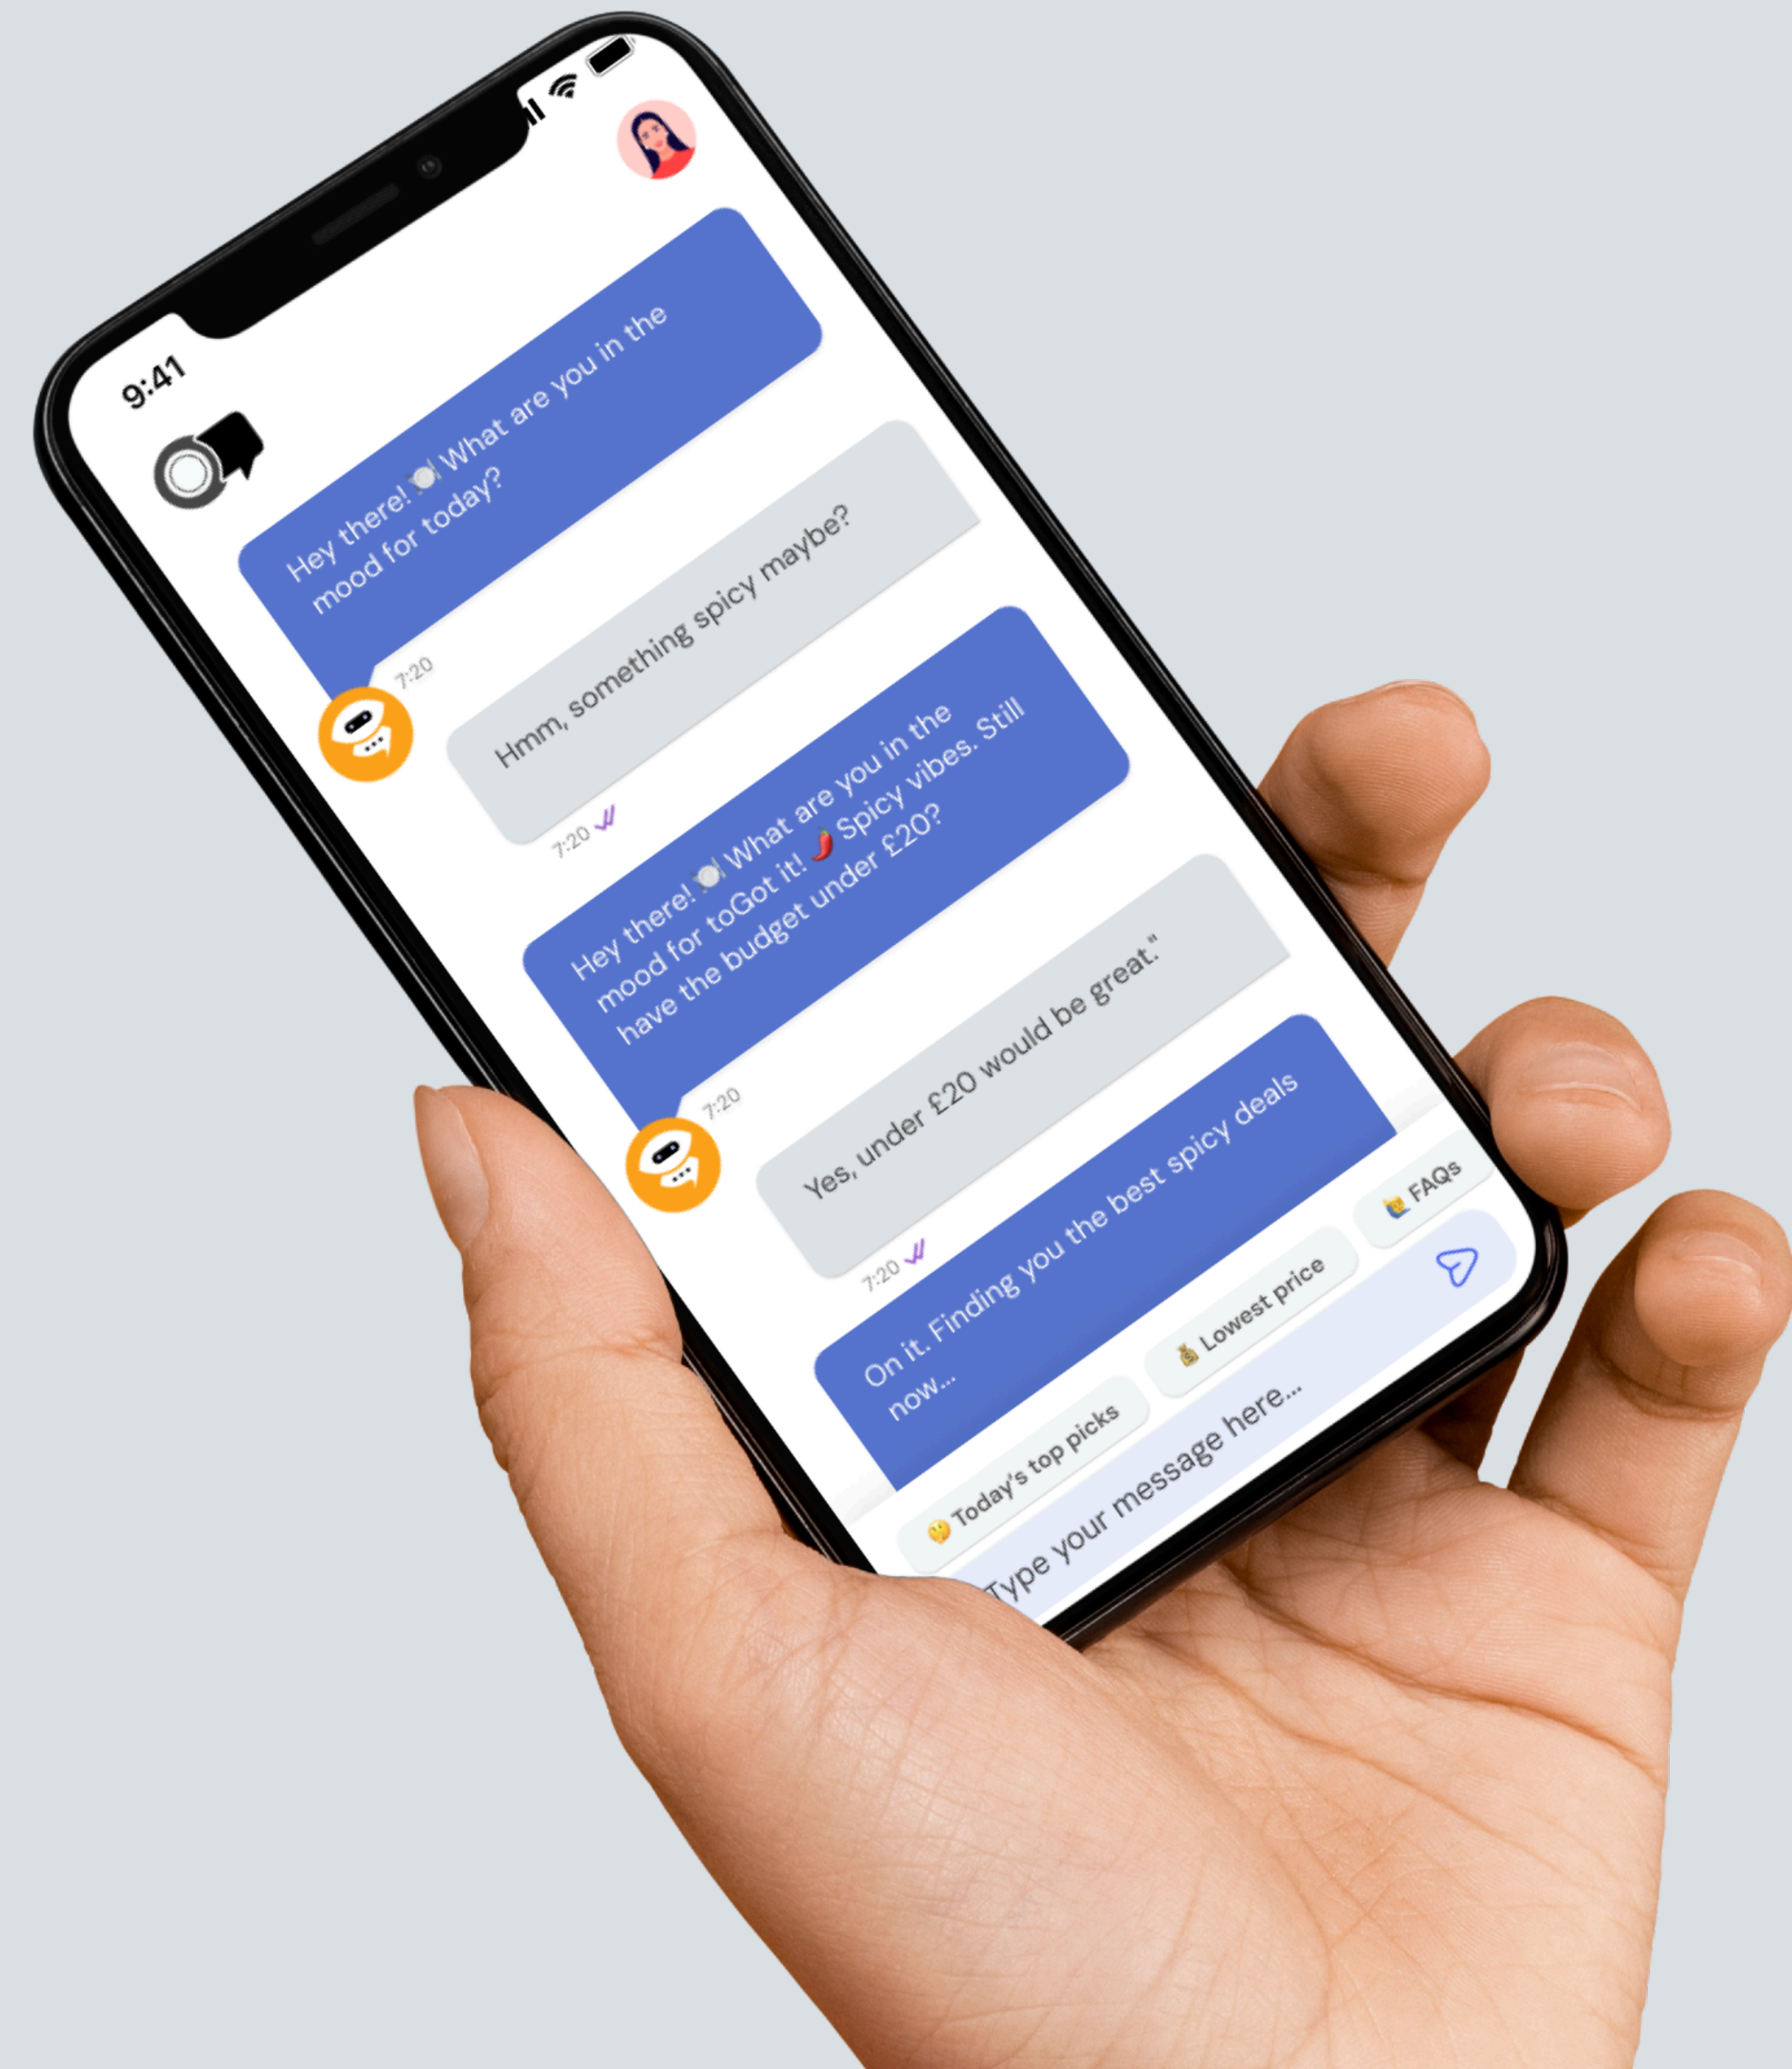 9:41
Hey there! 🍽 What are you in the
mood for today?
7:20
Hmm, something spicy maybe?
7:20
Hey there! 🍽 What are you in the
mood for toGot it! 🌶 Spicy vibes. Still
have the budget under £20?
7:20
Yes, under £20 would be great."
7:20
On it. Finding you the best spicy deals
now...
🤔 Today's top picks
💰 Lowest price
🙋 FAQs
Type your message here...